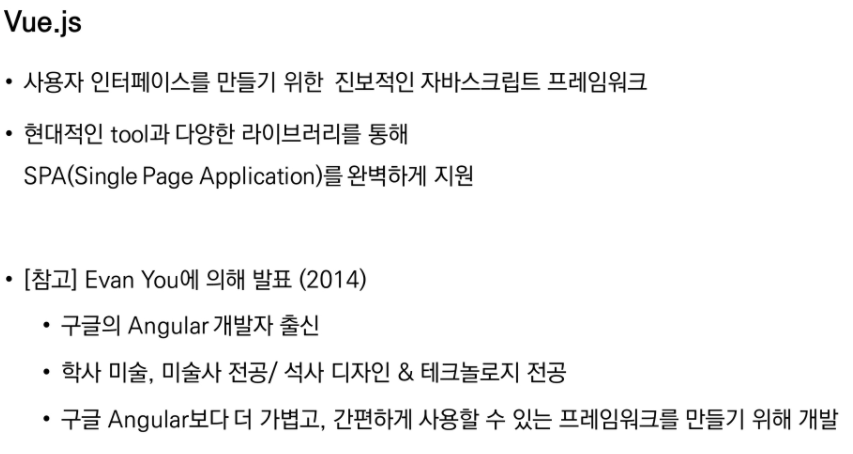 Vue.js
• 사용자 인터페이스를 만들기 위한 진보적인 자바스크립트 프레임워크
• 현대적인 tool과 다양한 라이브러리를 통해
SPA(Single Page Application)를 완벽하게 지원
• [참고] Evan You에 의해 발표 (2014)
• 구글의 Angular 개발자 출신
• 학사 미술, 미술사 전공/ 석사 디자인 & 테크놀로지 전공
• 구글 Angular보다 더 가볍고, 간편하게 사용할 수 있는 프레임워크를 만들기 위해 개발